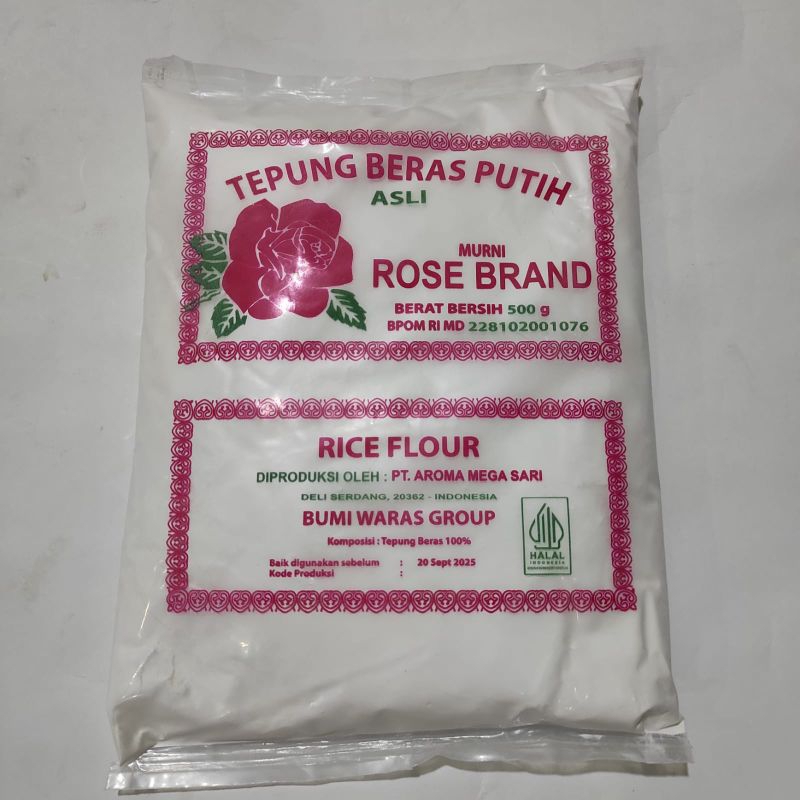 TEPUNG BERAS PUTIH
ASLI
MURNI
ROSE BRAND
BERAT BERSIH 500 g
BPOM RI MD 228102001076
RICE FLOUR
DIPRODUKSI OLEH : PT. AROMA MEGA SARI
DELI SERDANG, 20362 - INDONESIA
BUMI WARAS GROUP
Komposisi : Tepung Beras 100%
Baik digunakan sebelum : 20 Sept 2025
Kode Produksi :
HALAL
INDONESIA